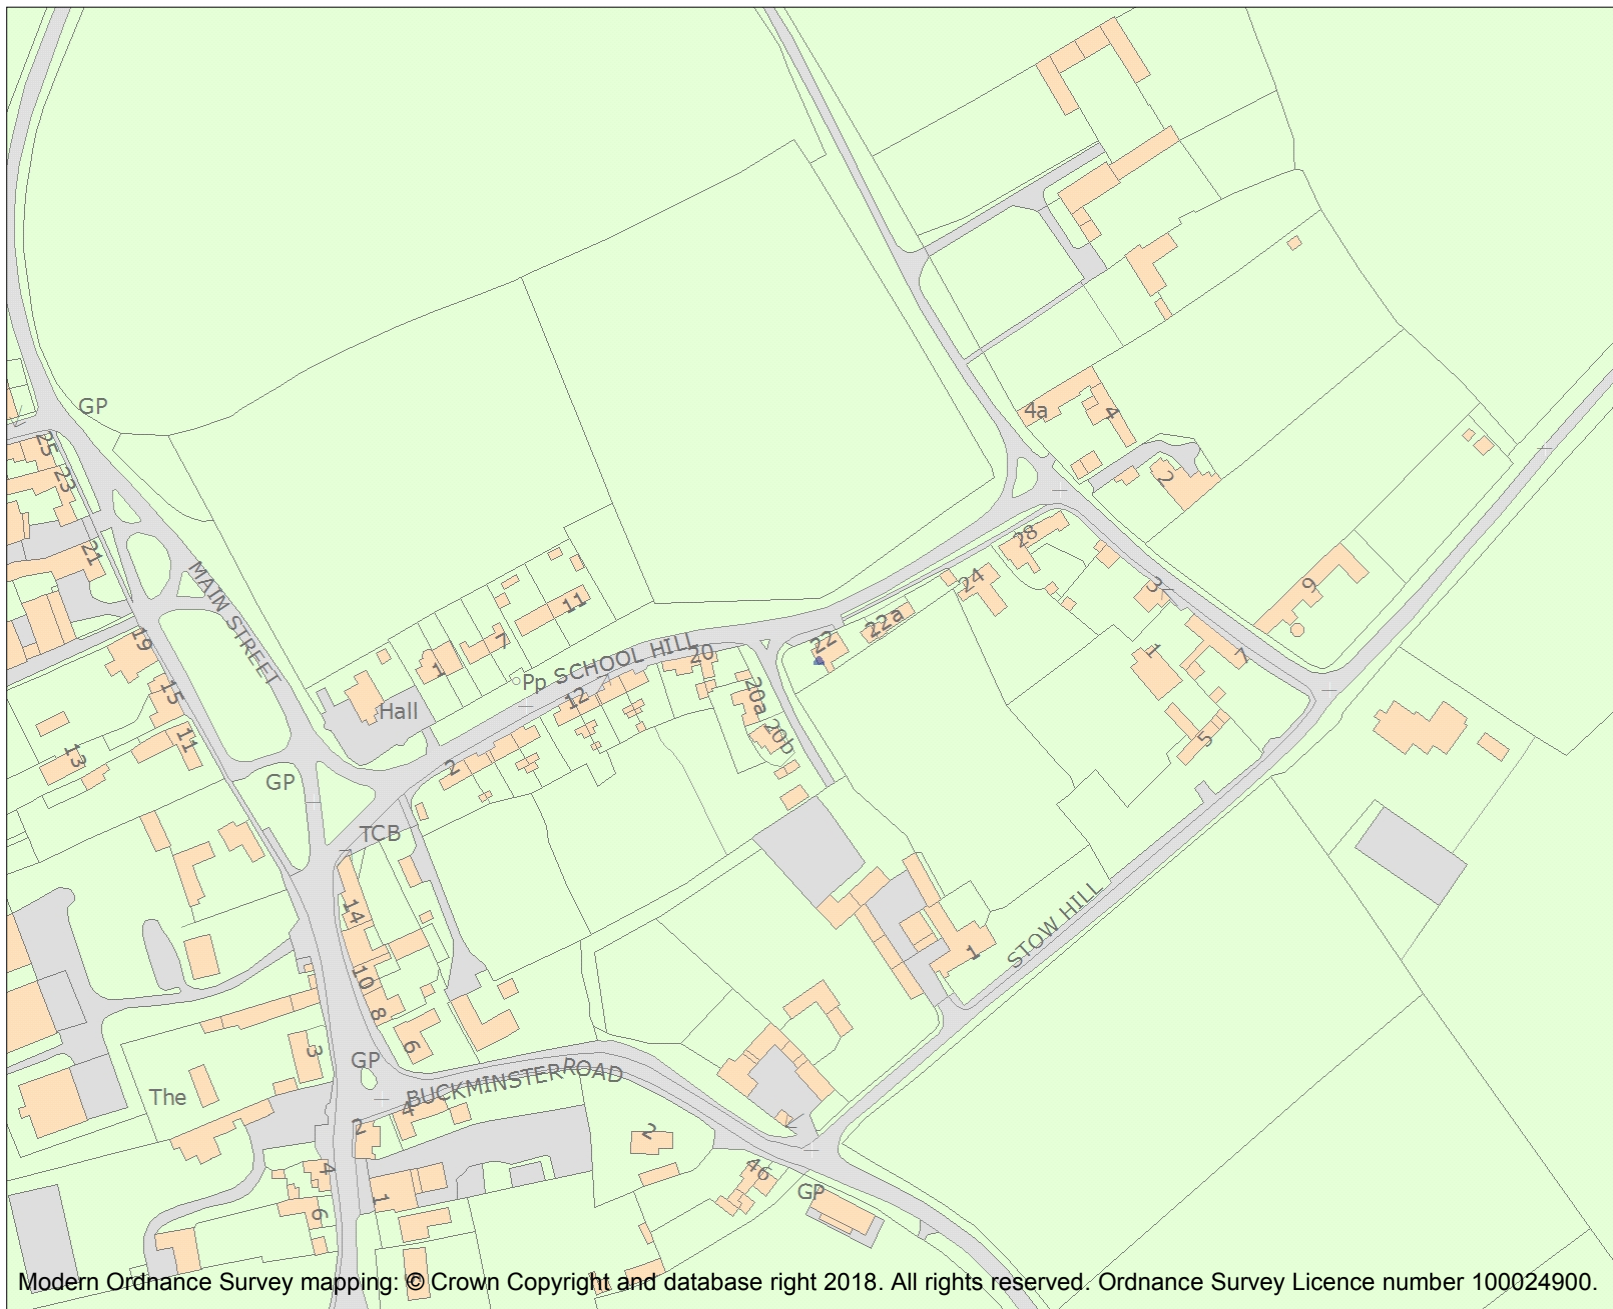 4a
4
GP
25
23
2
21
28
MAIN STREET
24
3
9
11
22a
19
7
22
7
SCHOOL HILL
20
1
1
Pp
15
12
20a
Hall
11
20b
5
13
2
GP
TCB
14
STOW HILL
1
10
8
6
3
GP
The
BUCKMINSTER ROAD
4
2
2
4
46
1
GP
6
Modern Ordnance Survey mapping: © Crown Copyright and database right 2018. All rights reserved. Ordnance Survey Licence number 100024900.